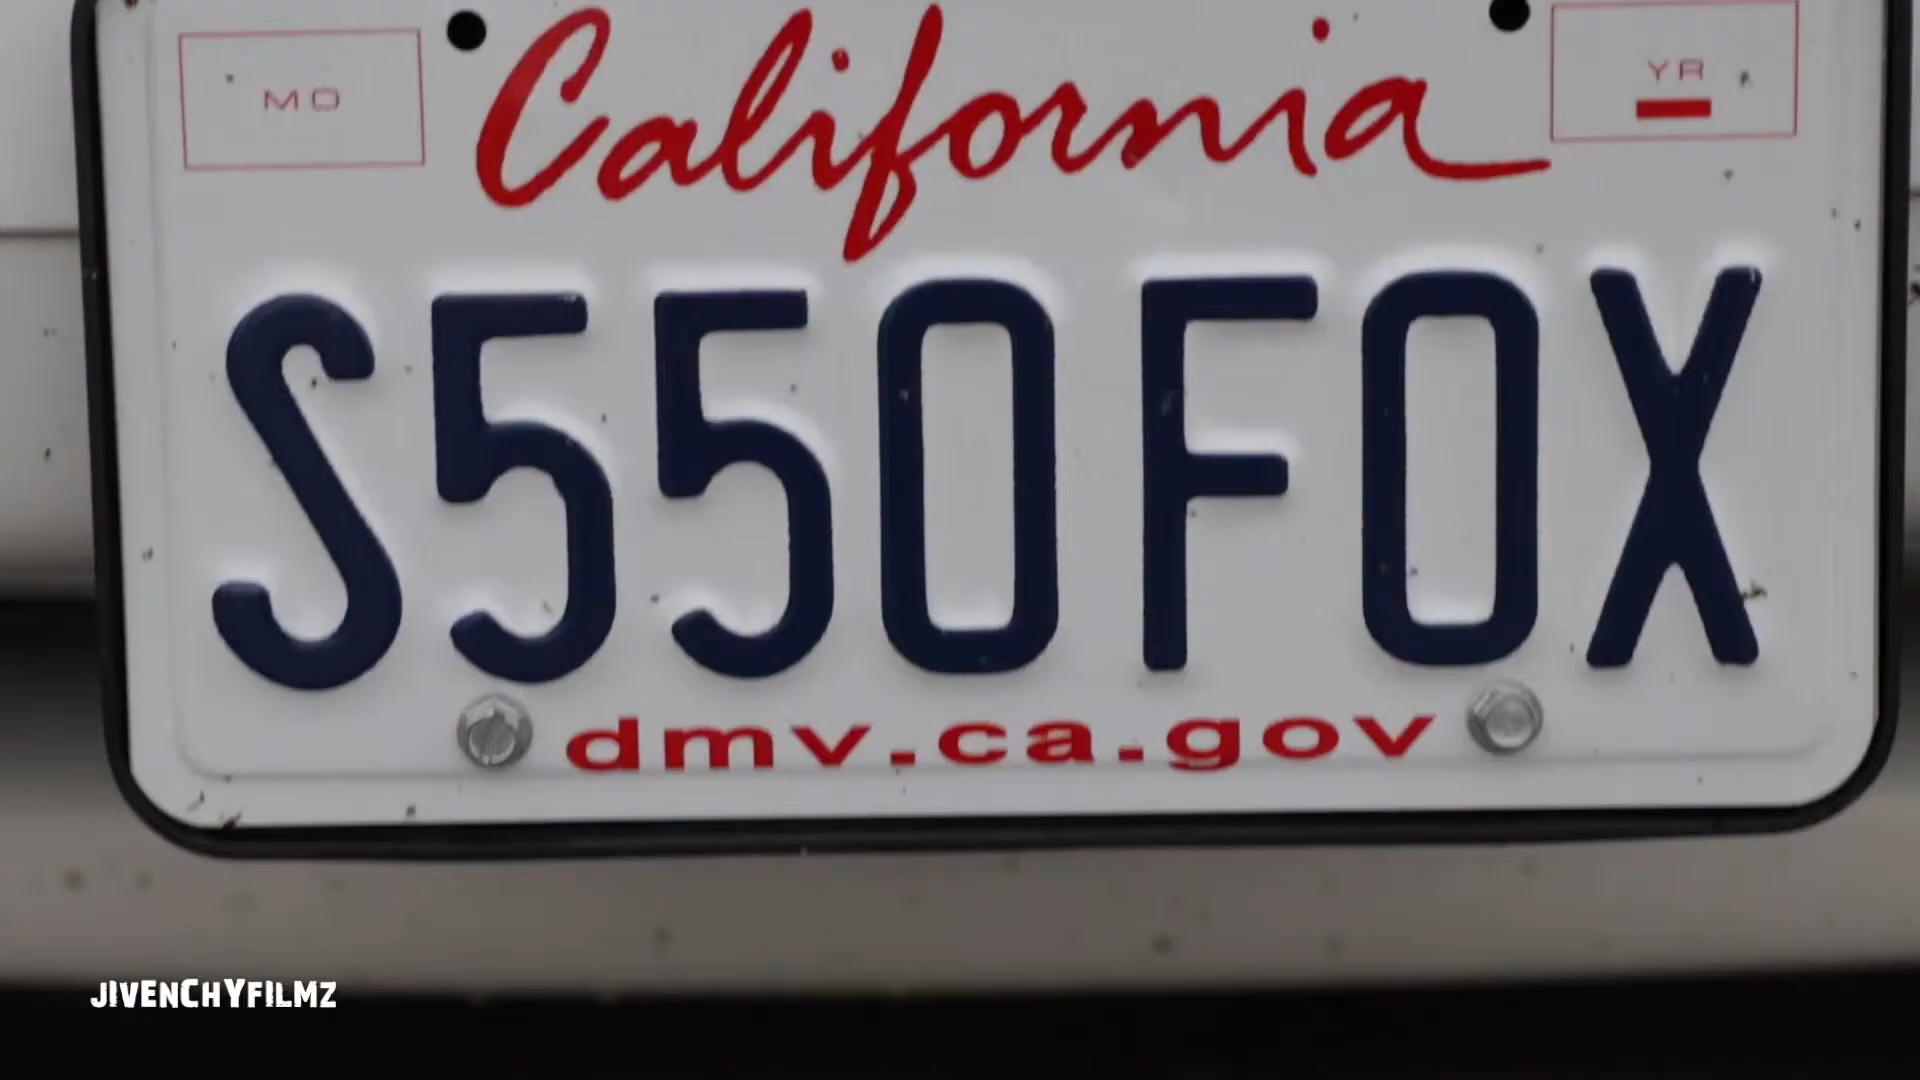 MO
California
YR
S550FOX
dmv.ca.gov
JIVENCHYFILMZ